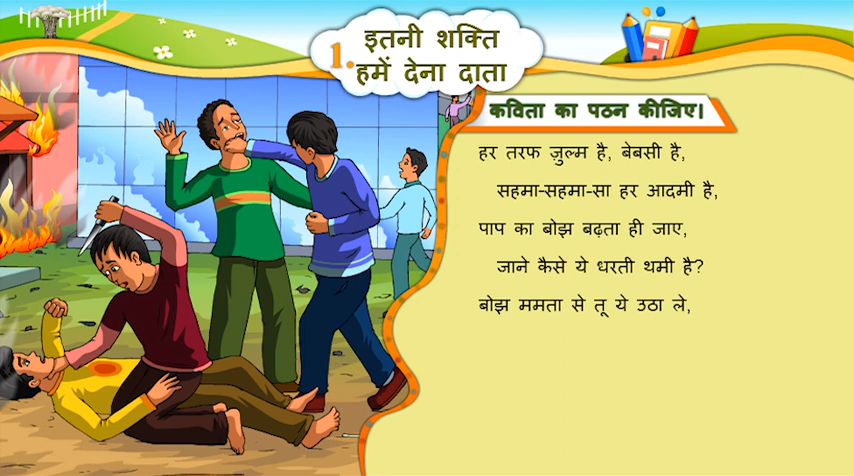 1. इतनी शक्ति
हमें देना दाता
कविता का पठन कीजिए।
हर तरफ ज़ुल्म है, बेबसी है,
सहमा-सहमा-सा हर आदमी है,
पाप का बोझ बढ़ता ही जाए,
जाने कैसे ये धरती थमी है?
बोझ ममता से तू ये उठा ले,